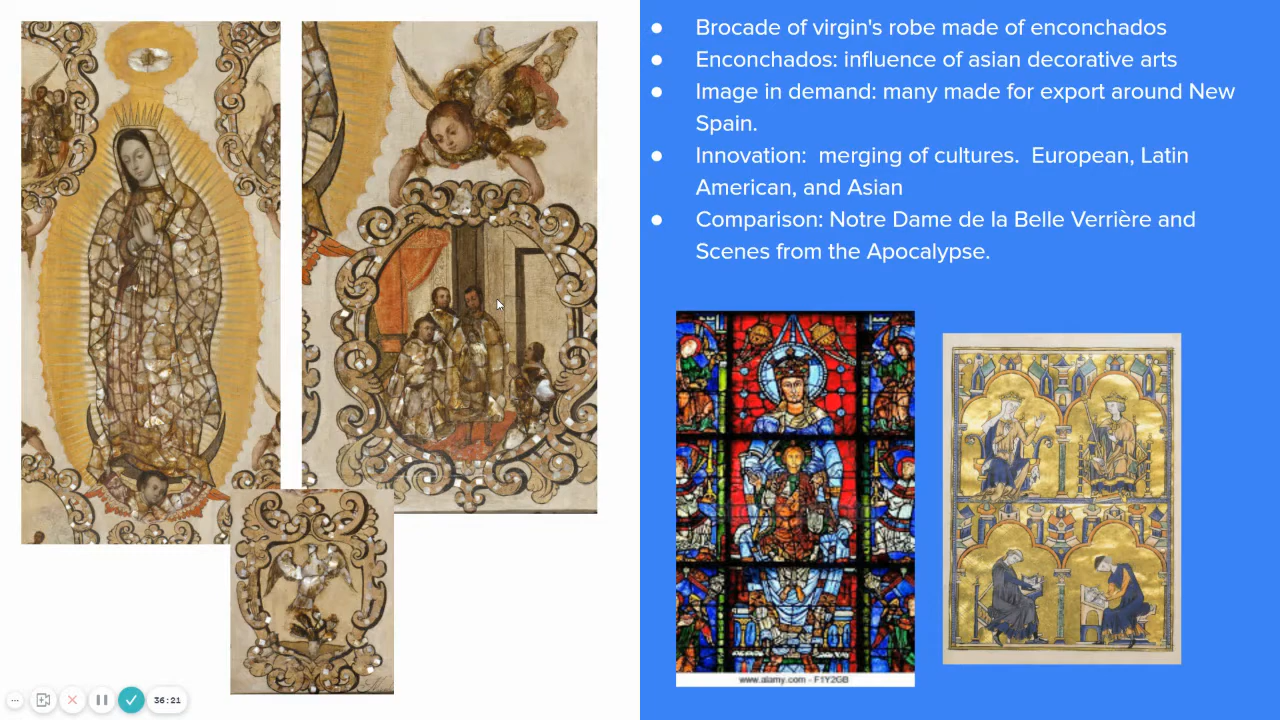 ● Brocade of virgin's robe made of enconchados
● Enconchados: influence of asian decorative arts
● Image in demand: many made for export around New
Spain.
● Innovation:  merging of cultures.  European, Latin
American, and Asian
● Comparison: Notre Dame de la Belle Verrière and
Scenes from the Apocalypse.
www.alamy.com - F1Y2GB
36:21